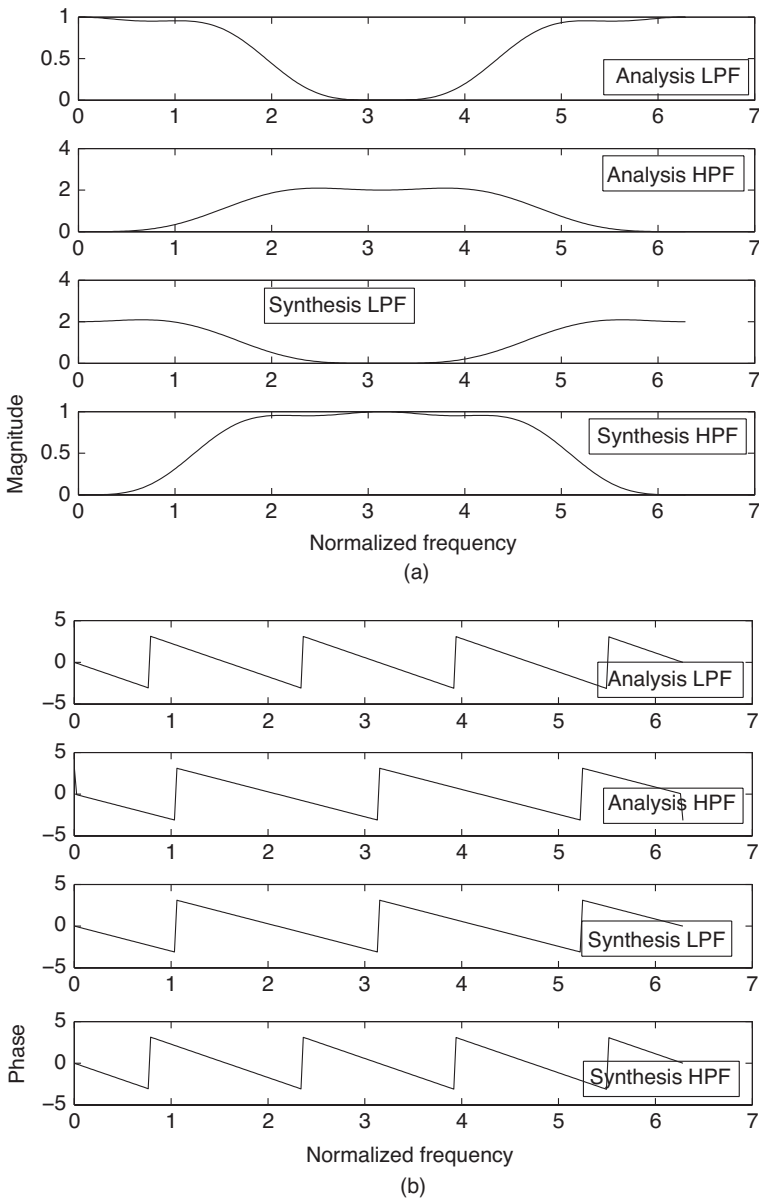 1
0.5
0
Analysis LPF
0 1 2 3 4 5 6 7
4
2
0
Analysis HPF
0 1 2 3 4 5 6 7
4
2
0
Synthesis LPF
0 1 2 3 4 5 6 7
1
0.5
0
Synthesis HPF
0 1 2 3 4 5 6 7
Magnitude
Normalized frequency
(a)
5
0
−5
Analysis LPF
0 1 2 3 4 5 6 7
5
0
−5
Analysis HPF
0 1 2 3 4 5 6 7
5
0
−5
Synthesis LPF
0 1 2 3 4 5 6 7
5
0
−5
Synthesis HPF
0 1 2 3 4 5 6 7
Phase
Normalized frequency
(b)